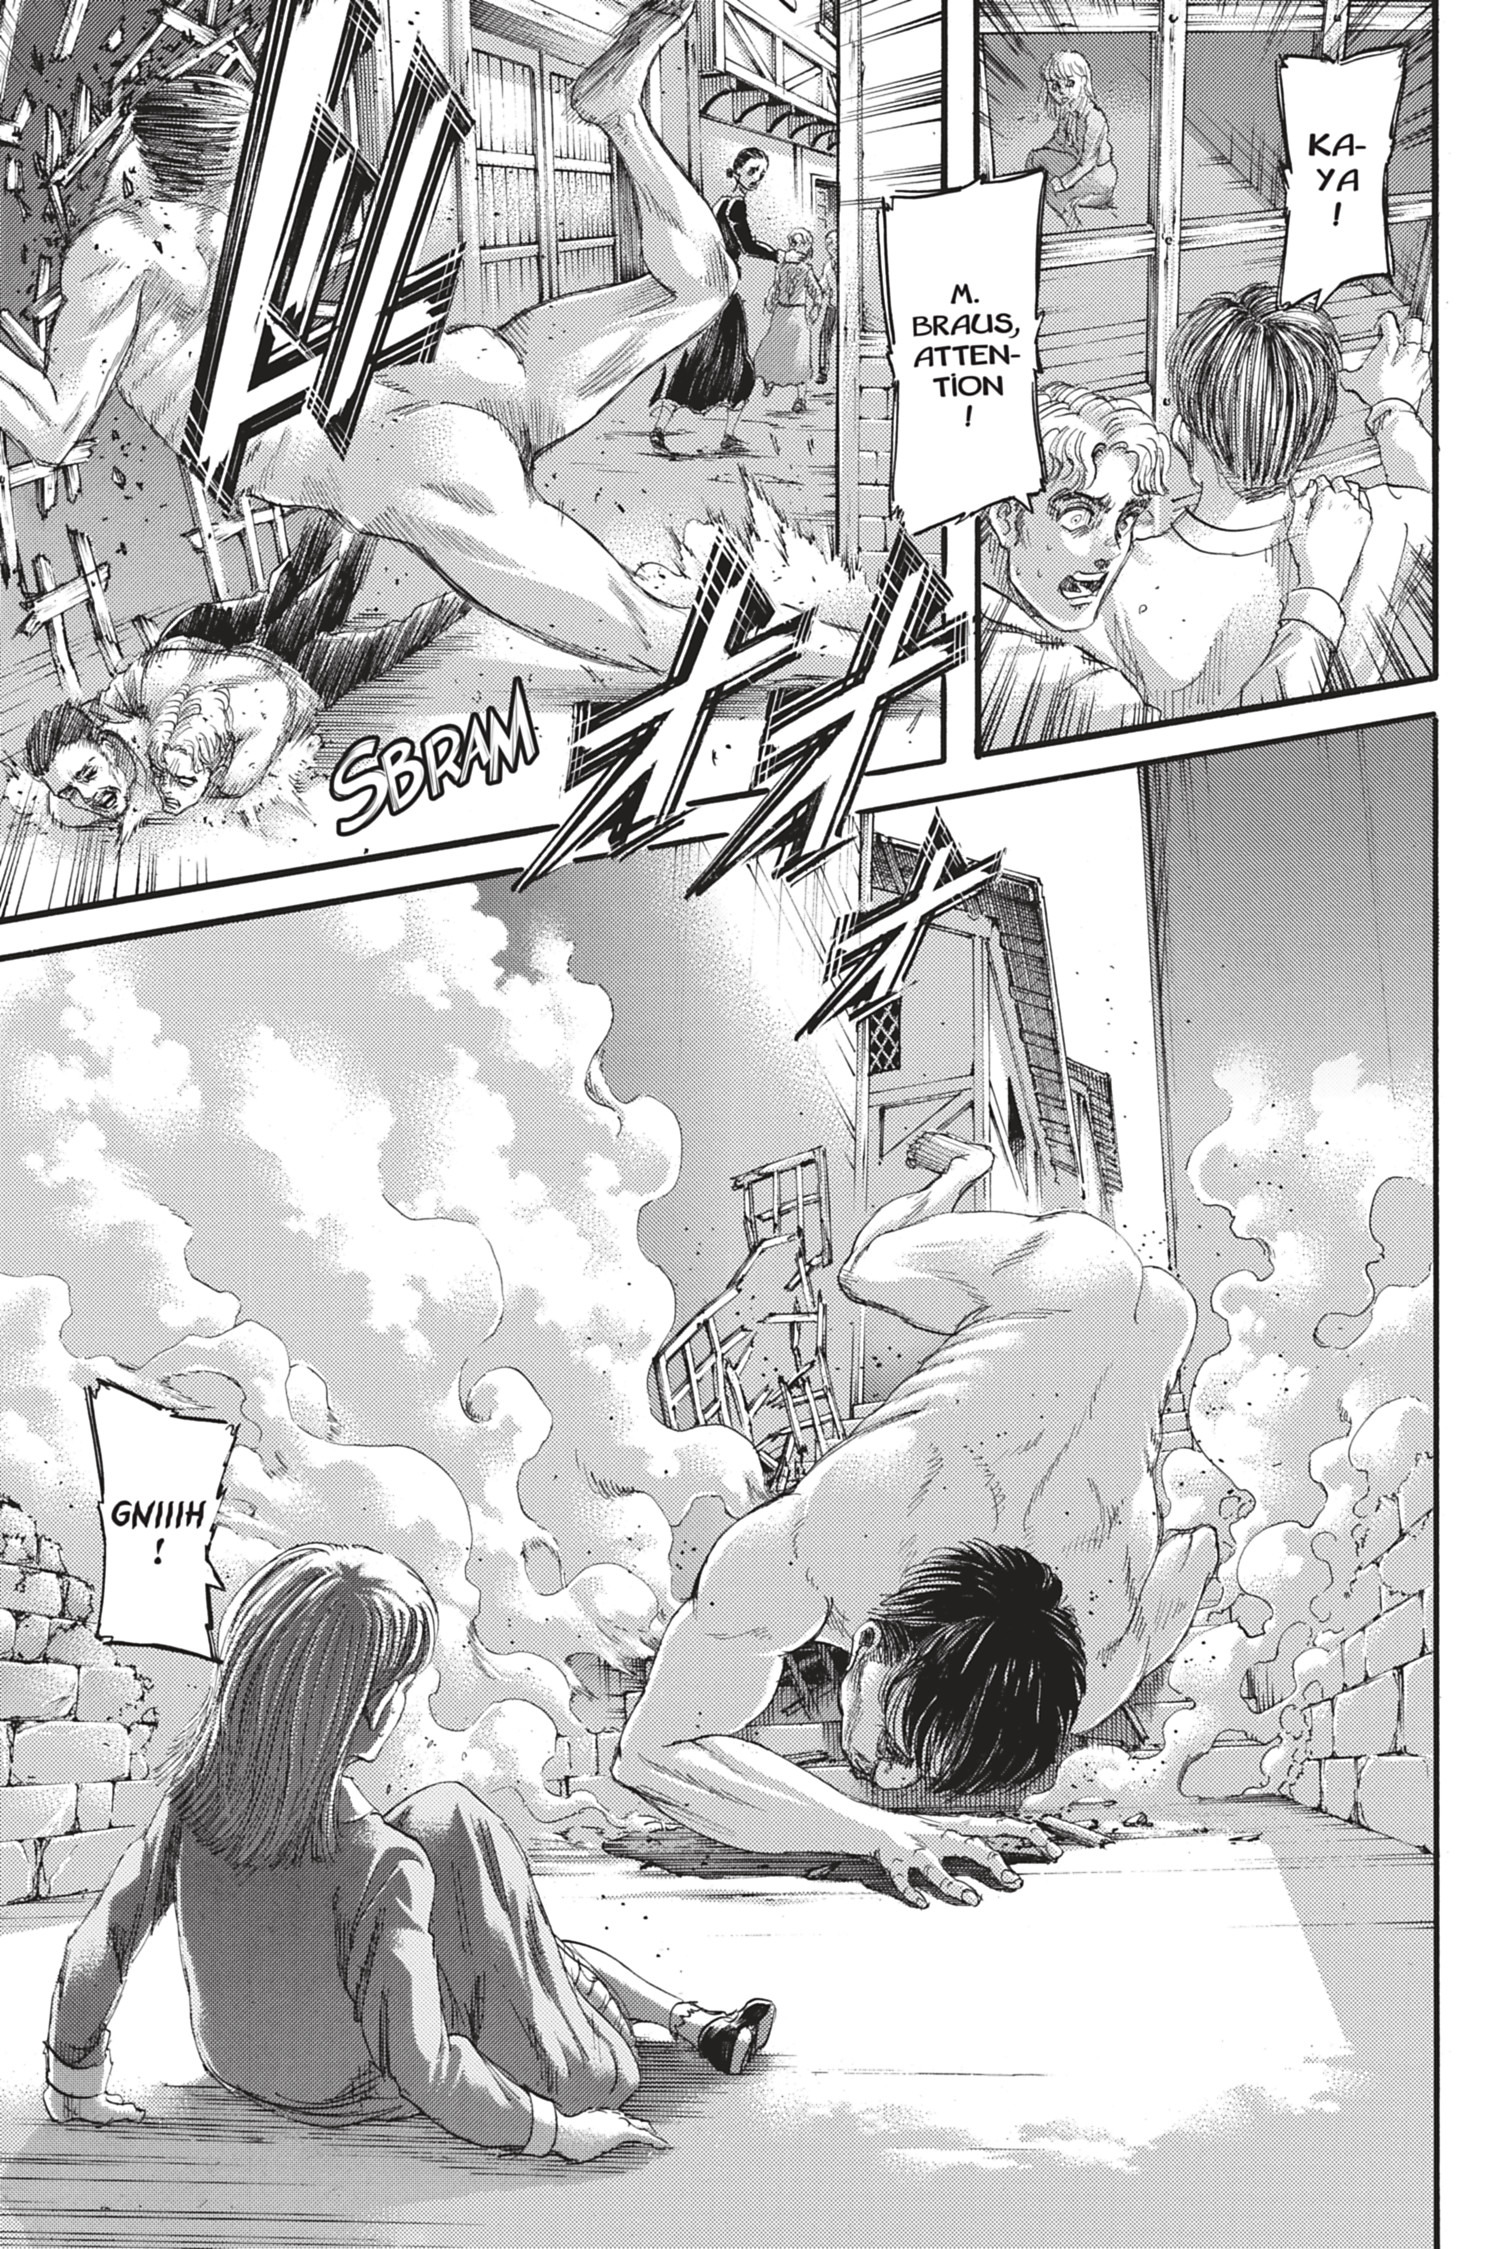 KA-
YA
!
M.
BRAUS,
ATTEN-
TION
!
SBRAM
GNIIIH
!